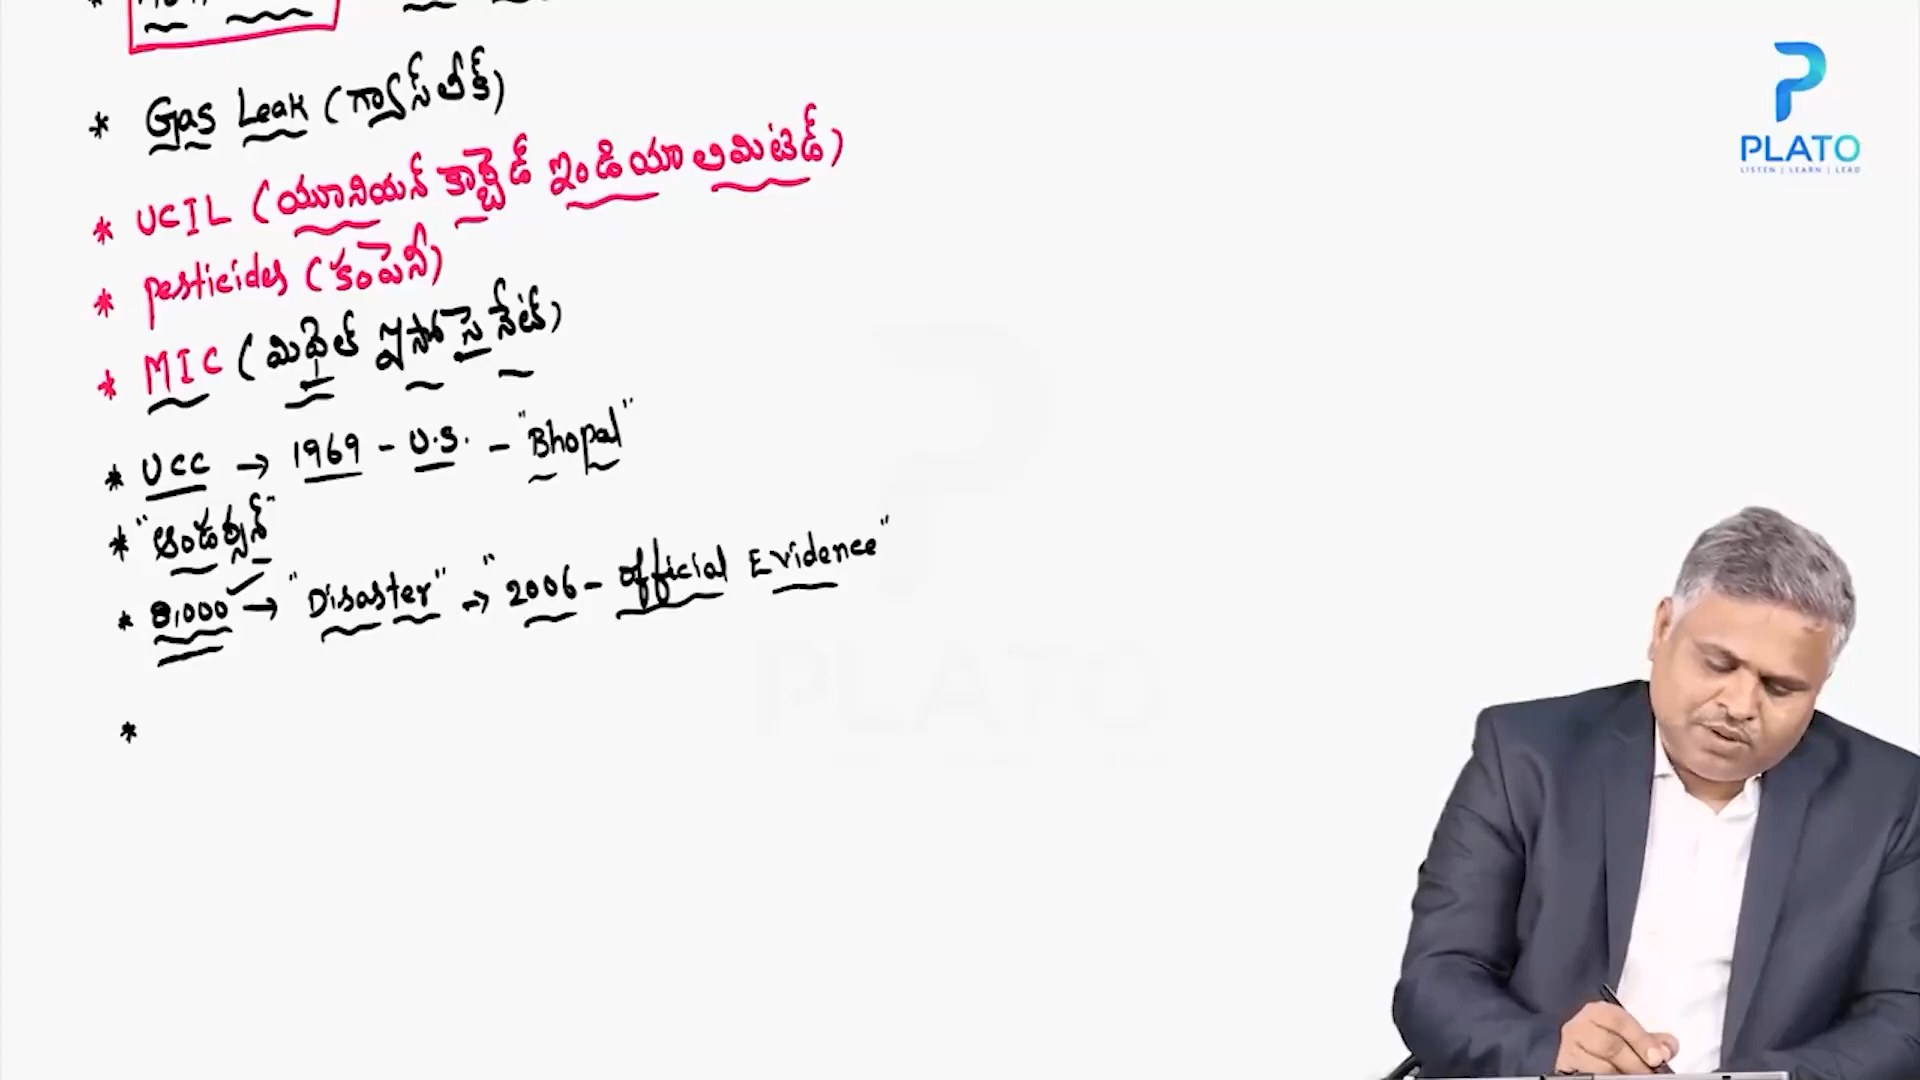 * Gas Leak (గ్యాస్ లీక్)
* UCIL (యూనియన్ కార్బైడ్ ఇండియా లిమిటెడ్)
* pesticides (కంపెనీ)
* MIC (మిథైల్ ఐసోసైనేట్)
* UCC → 1969 - U.S. - "Bhopal"
* "ఆండర్సన్"
* 8,000 → "Disaster" → "2006 - official Evidence"
*
PLATO
LISTEN | LEARN | LEAD
PLATO